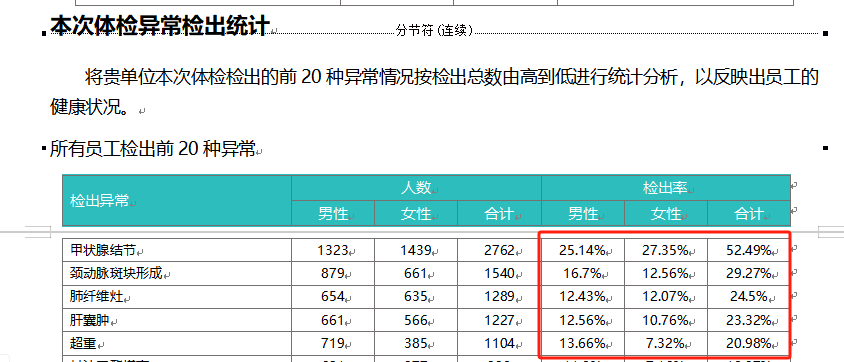 本次体检异常检出统计
分节符(连续)
将贵单位本次体检检出的前 20 种异常情况按检出总数由高到低进行统计分析，以反映出员工的
健康状况。
所有员工检出前 20 种异常
检出异常 人数 检出率
男性 女性 合计 男性 女性 合计
甲状腺结节 1323 1439 2762 25.14% 27.35% 52.49%
颈动脉斑块形成 879 661 1540 16.7% 12.56% 29.27%
肺纤维灶 654 635 1289 12.43% 12.07% 24.5%
肝囊肿 661 566 1227 12.56% 10.76% 23.32%
超重 719 385 1104 13.66% 7.32% 20.98%